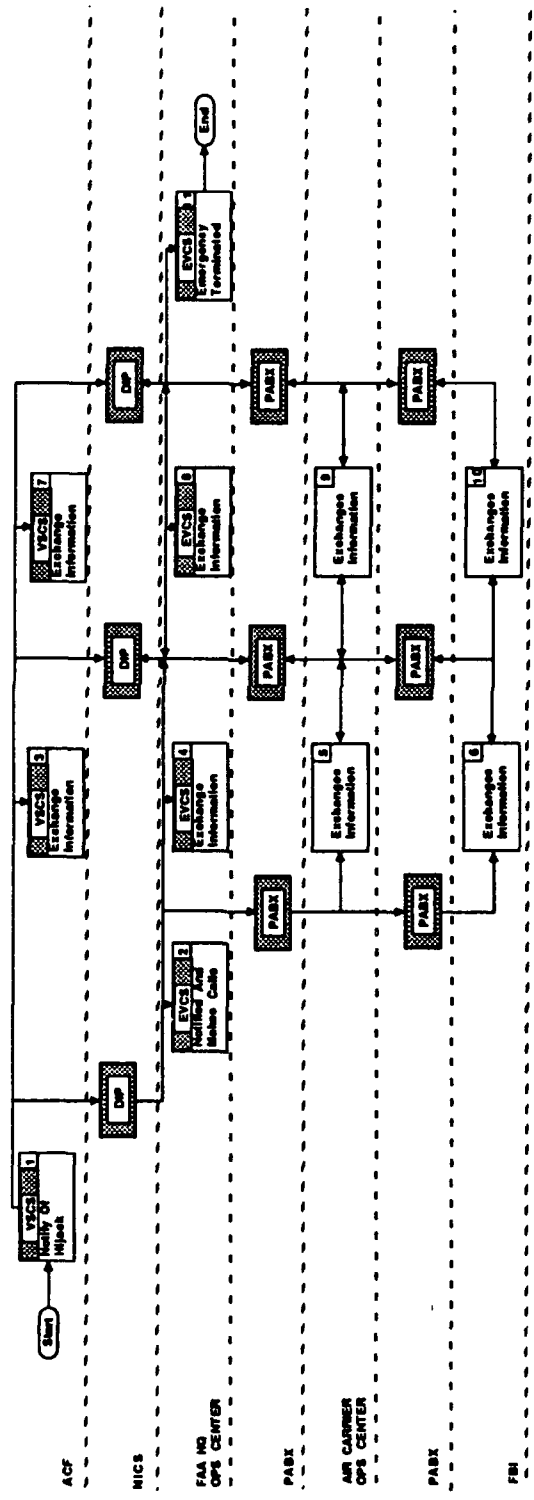 ACF
Start
VSCS 1
Notify Of
Hijack
VSCS 3
Exchange
Information
VSCS 7
Exchange
Information
NICS
DIP
DIP
DIP
FAA HQ
OPS CENTER
EVCS 2
Notified And
Makes Calls
EVCS 4
Exchange
Information
EVCS 8
Exchange
Information
EVCS
Emergency
Terminated
End
PABX
PABX
PABX
PABX
AIR CARRIER
OPS CENTER
5
Exchanges
Information
9
Exchanges
Information
PABX
PABX
PABX
PABX
FBI
6
Exchanges
Information
10
Exchanges
Information